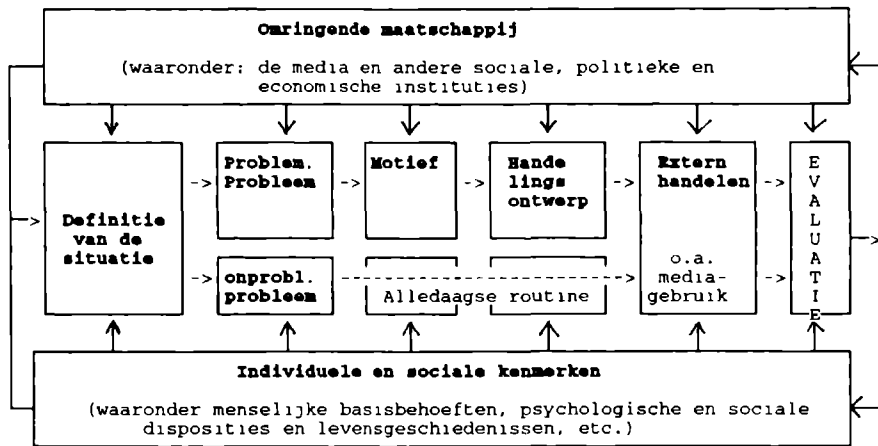 Omringende maatschappij
(waaronder: de media en andere sociale, politieke en
economische instituties)
Problem.
Probleem
Motief
Hande
lings
ontwerp
Extern
handelen
EVALUATIE
Definitie
van de
situatie
onprobl.
probleem
Alledaagse routine
o.a.
media-
gebruik
Individuele en sociale kenmerken
(waaronder menselijke basisbehoeften, psychologische en sociale
disposities en levensgeschiedenissen, etc.)